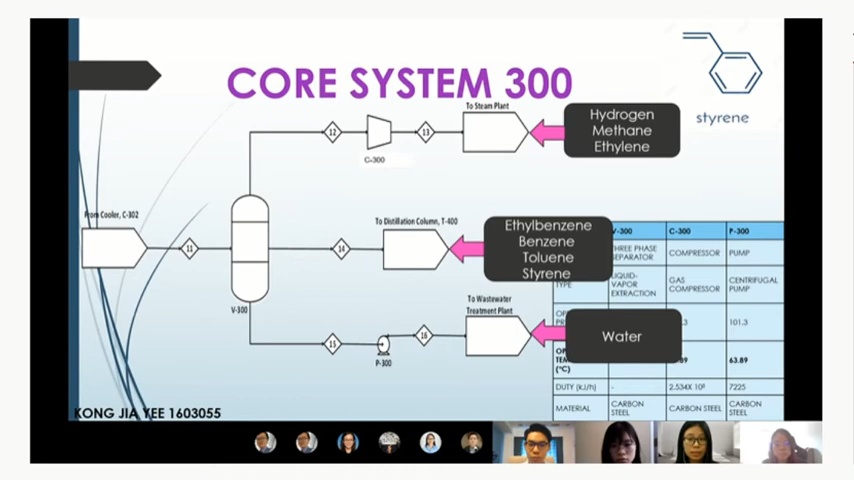 CORE SYSTEM 300
styrene
To Steam Plant
Hydrogen
Methane
Ethylene
12
13
C-300
From Cooler, C-302
11
To Distillation Column, T-400
14
Ethylbenzene
Benzene
Toluene
Styrene
V-300
To Wastewater
Treatment Plant
15
16
P-300
Water
V-300 C-300 P-300
THREE PHASE SEPARATOR COMPRESSOR PUMP
TYPE LIQUID-VAPOR EXTRACTION GAS COMPRESSOR CENTRIFUGAL PUMP
101.3
63.89
(°C)
DUTY (kJ/h) - 7225
MATERIAL CARBON STEEL CARBON STEEL CARBON STEEL
KONG JIA YEE 1603055